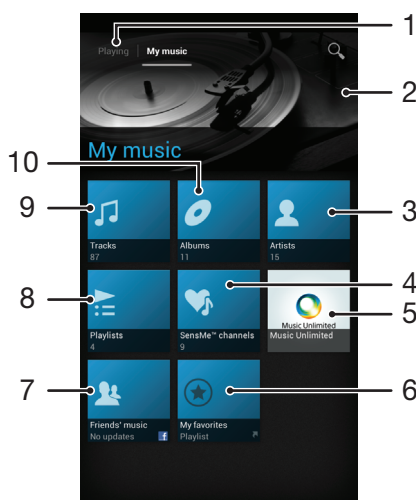 1
Playing | My music
2
My music
10
9
3
Tracks
87
Albums
11
Artists
15
8
4
5
Music Unlimited
Playlists
4
SensMe™ channels
9
Music Unlimited
7
6
Friends' music
No updates
f
My favorites
Playlist